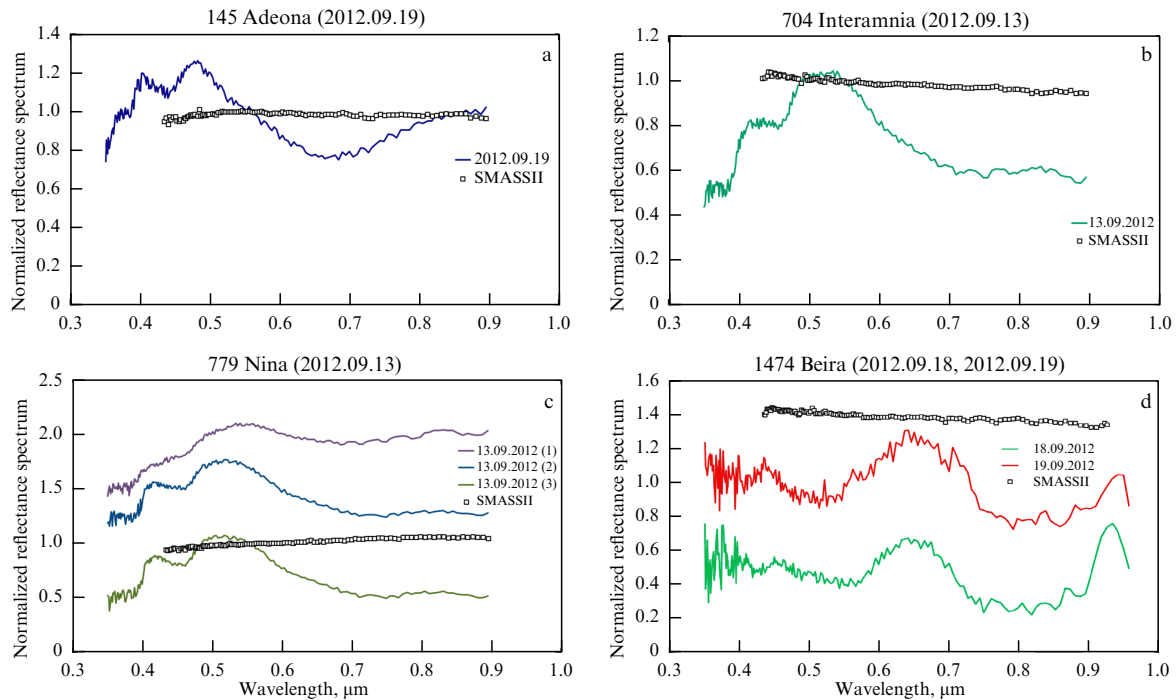 145 Adeona (2012.09.19)
a
Normalized reflectance spectrum
1.4
1.2
1.0
0.8
0.6
0.4
0.2
0
2012.09.19
SMASSII
0.3 0.4 0.5 0.6 0.7 0.8 0.9 1.0
704 Interamnia (2012.09.13)
b
Normalized reflectance spectrum
1.2
1.0
0.8
0.6
0.4
0.2
0
13.09.2012
SMASSII
0.3 0.4 0.5 0.6 0.7 0.8 0.9 1.0
779 Nina (2012.09.13)
c
Normalized reflectance spectrum
2.5
2.0
1.5
1.0
0.5
0
13.09.2012 (1)
13.09.2012 (2)
13.09.2012 (3)
SMASSII
0.3 0.4 0.5 0.6 0.7 0.8 0.9 1.0
Wavelength, μm
1474 Beira (2012.09.18, 2012.09.19)
d
Normalized reflectance spectrum
1.6
1.4
1.2
1.0
0.8
0.6
0.4
0.2
0
18.09.2012
19.09.2012
SMASSII
0.3 0.4 0.5 0.6 0.7 0.8 0.9 1.0
Wavelength, μm